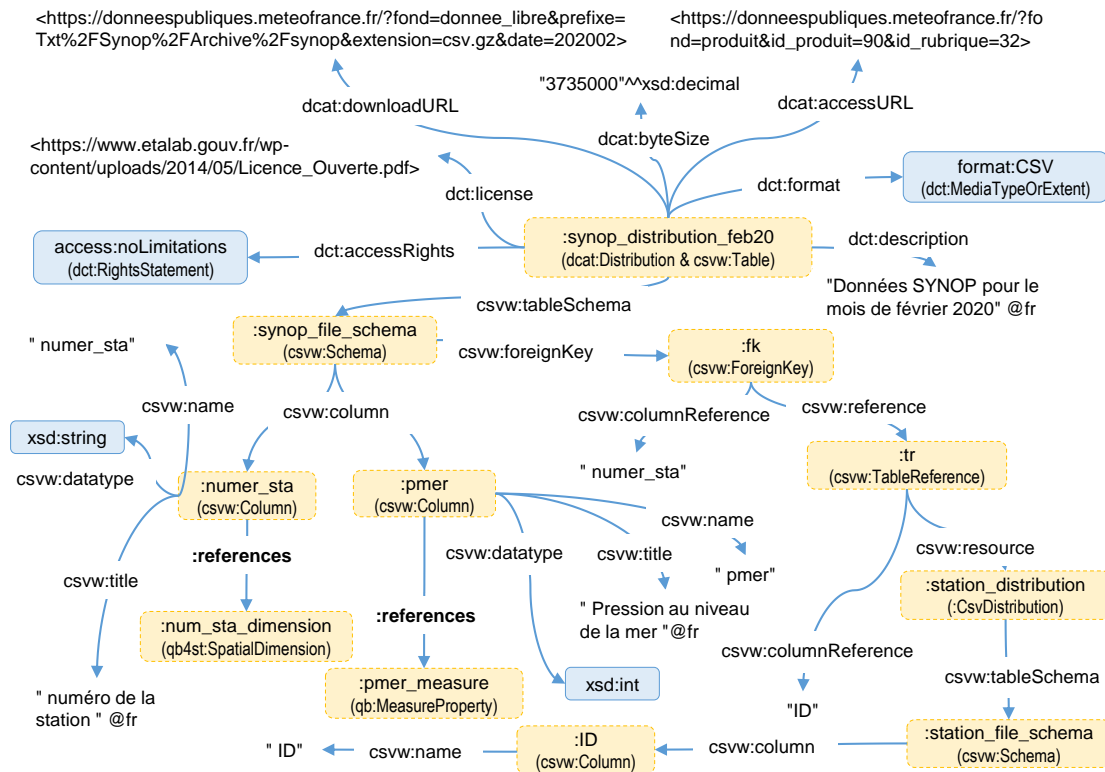 <https://donneespubliques.meteofrance.fr/?fond=donnee_libre&prefixe=
Txt%2FSynop%2FArchive%2Fsynop&extension=csv.gz&date=202002>
<https://donneespubliques.meteofrance.fr/?fo
nd=produit&id_produit=90&id_rubrique=32>
"3735000"^^xsd:decimal
dcat:downloadURL
dcat:accessURL
dcat:byteSize
<https://www.etalab.gouv.fr/wp-
content/uploads/2014/05/Licence_Ouverte.pdf>
format:CSV
(dct:MediaTypeOrExtent)
dct:format
dct:license
:synop_distribution_feb20
(dcat:Distribution & csvw:Table)
access:noLimitations
(dct:RightsStatement)
dct:accessRights
dct:description
"Données SYNOP pour le
mois de février 2020" @fr
csvw:tableSchema
:synop_file_schema
(csvw:Schema)
csvw:foreignKey
:fk
(csvw:ForeignKey)
" numer_sta"
csvw:name
csvw:column
csvw:columnReference
csvw:reference
xsd:string
csvw:datatype
:numer_sta
(csvw:Column)
:pmer
(csvw:Column)
" numer_sta"
:tr
(csvw:TableReference)
csvw:name
:references
csvw:datatype
csvw:title
csvw:title
" pmer"
csvw:resource
:station_distribution
(:CsvDistribution)
:references
" Pression au niveau
de la mer "@fr
:num_sta_dimension
(qb4st:SpatialDimension)
csvw:columnReference
csvw:tableSchema
" numéro de la
station " @fr
:pmer_measure
(qb:MeasureProperty)
xsd:int
"ID"
" ID"
csvw:name
:ID
(csvw:Column)
csvw:column
:station_file_schema
(csvw:Schema)